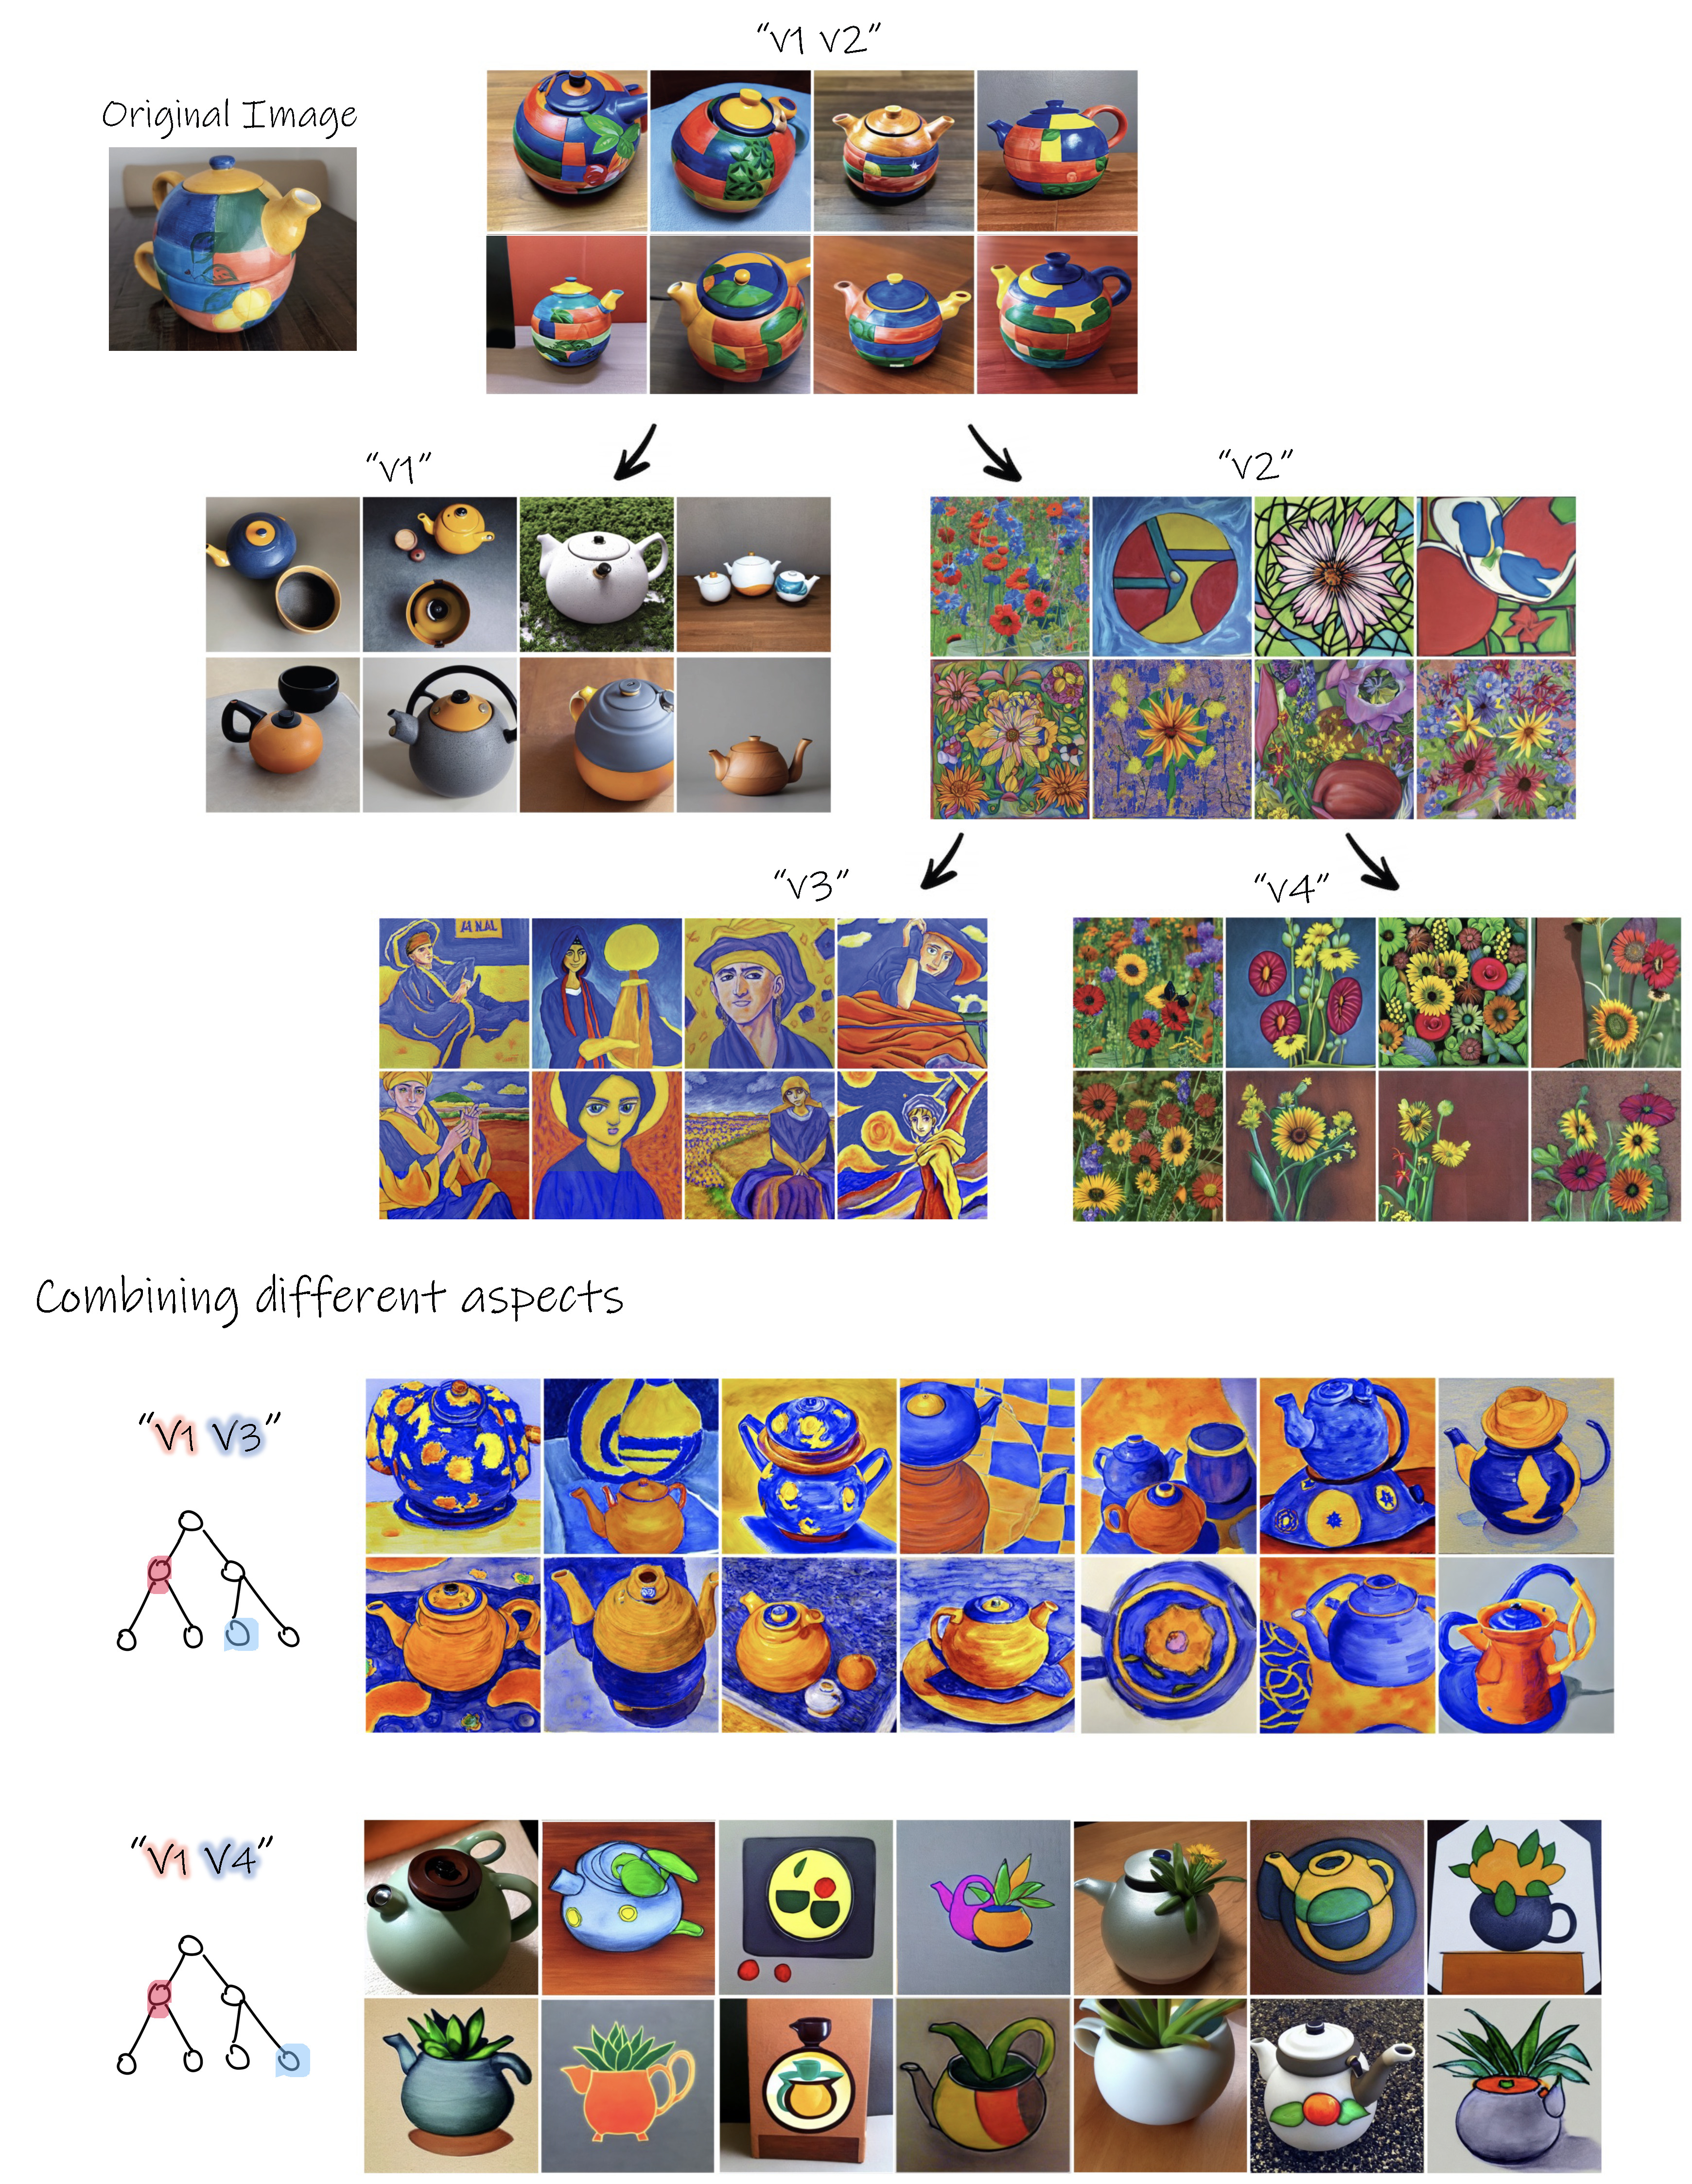 "v1 v2"
Original Image
"v1"
"v2"
"v3"
"v4"
Combining different aspects
"v1 v3"
"v1 v4"